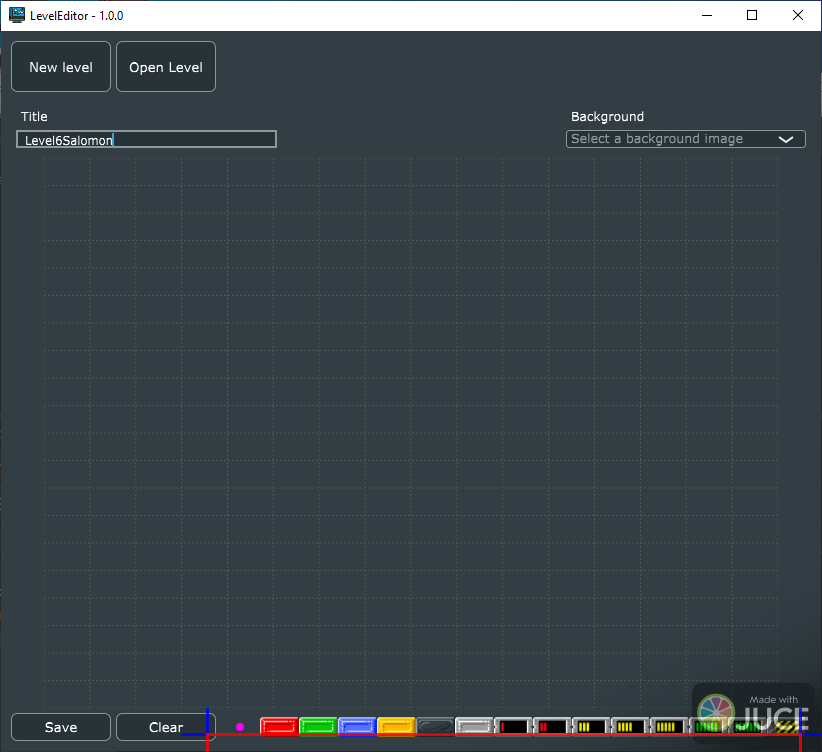 LevelEditor - 1.0.0
New level
Open Level
Title
Background
Level6Salomon
Select a background image
Made with
JUCE
Save
Clear